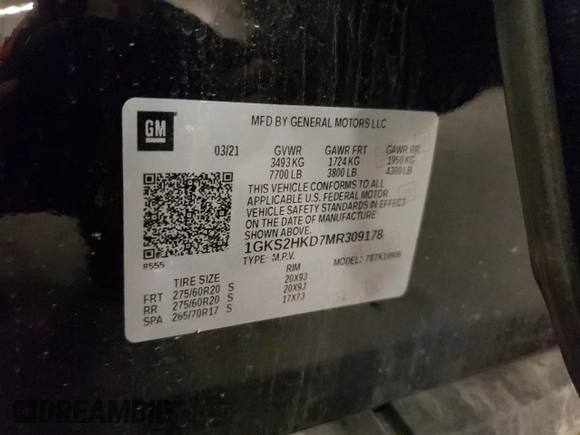 GM
MFD BY GENERAL MOTORS LLC
03/21 GVWR GAWR FRT GAWR RR
3493 KG 1724 KG 1950 KG
7700 LB 3800 LB 4300 LB
THIS VEHICLE CONFORMS TO ALL
APPLICABLE U.S. FEDERAL MOTOR
VEHICLE SAFETY STANDARDS IN EFFECT
ON THE DATE OF MANUFACTURE
SHOWN ABOVE.
1GKS2HKD7MR309178
#555
TYPE: M.P.V. MODEL: 78TK10906
TIRE SIZE RIM
FRT 275/60R20 S 20X9J
RR 275/60R20 S 20X9J
SPA 265/70R17 S 17X7J
DREAMBID